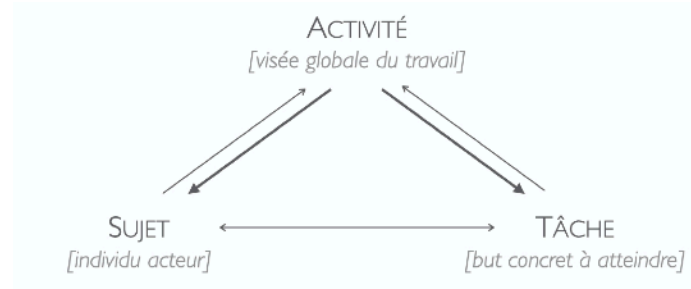 ACTIVITÉ
[visée globale du travail]
SUJET
[individu acteur]
TÂCHE
[but concret à atteindre]